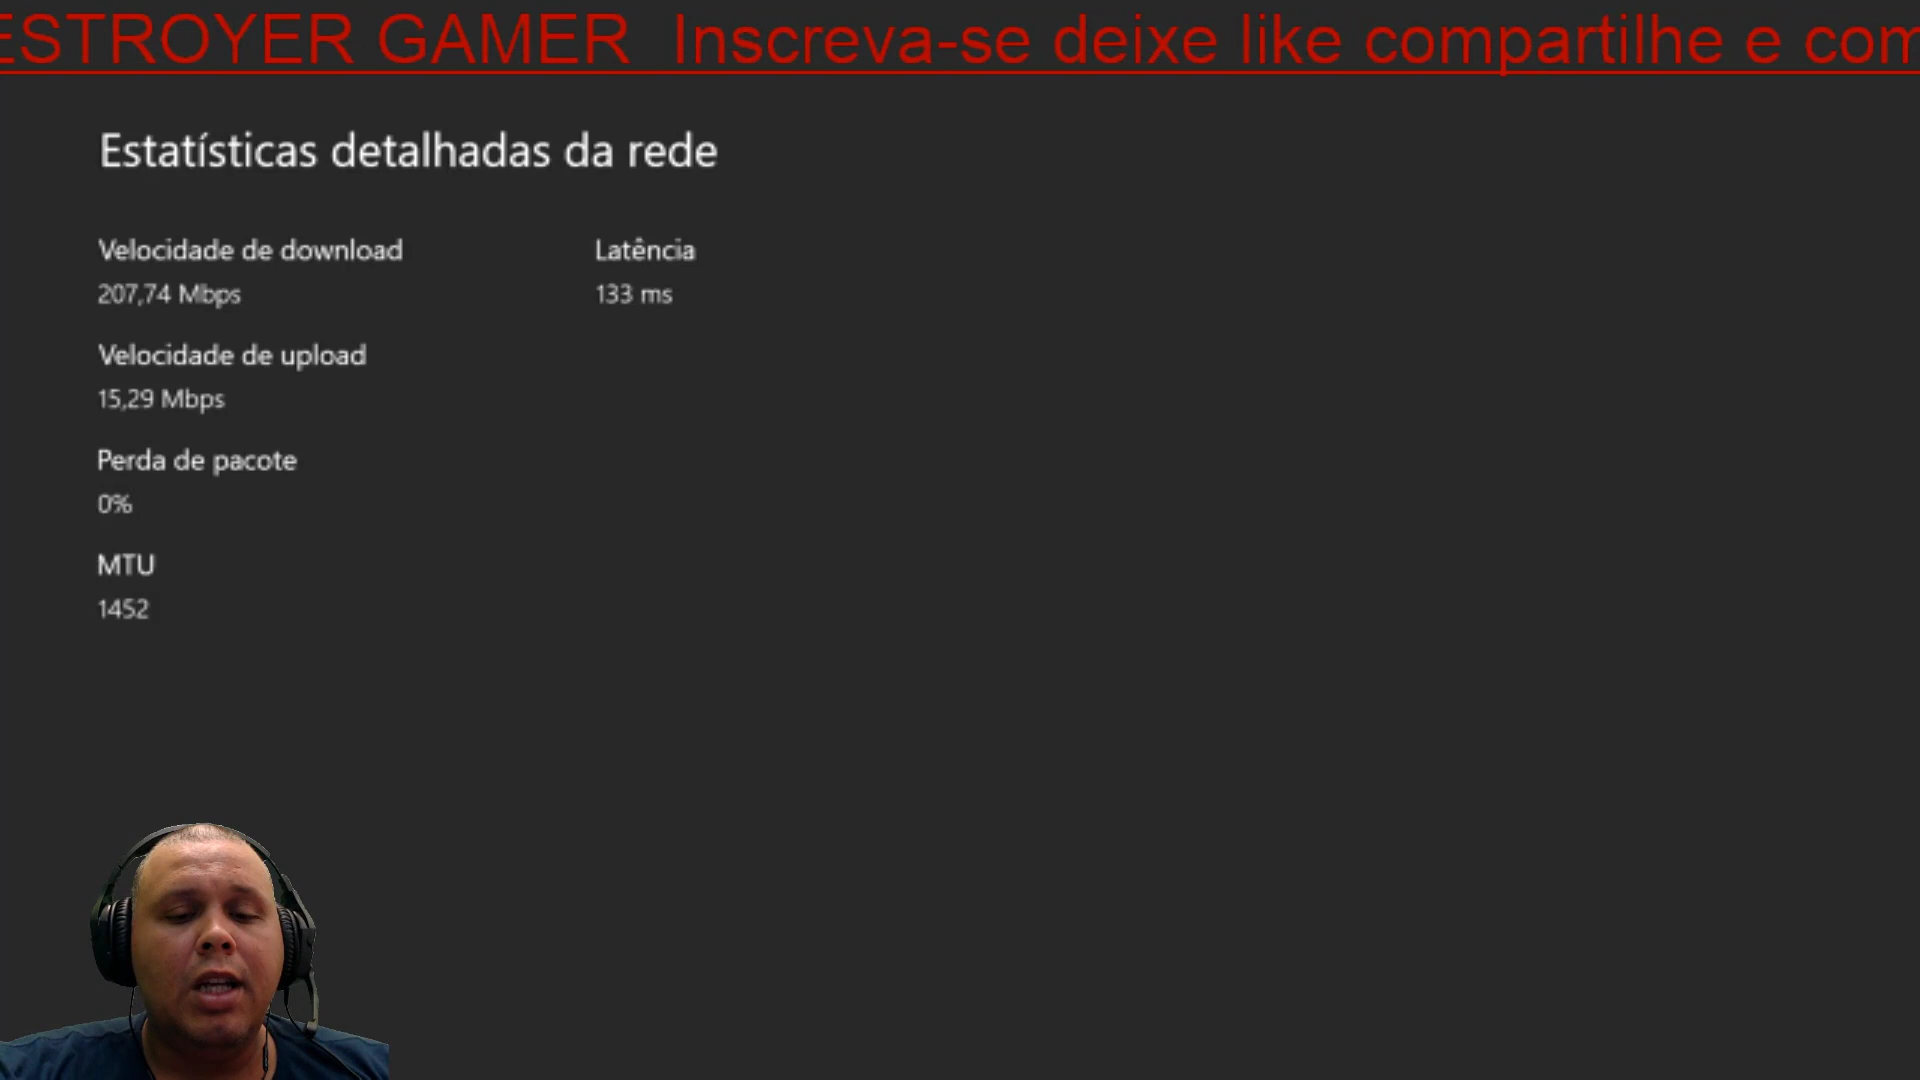 ESTROYER GAMER Inscreva-se deixe like compartilhe e com
Estatísticas detalhadas da rede
Velocidade de download
207,74 Mbps
Latência
133 ms
Velocidade de upload
15,29 Mbps
Perda de pacote
0%
MTU
1452